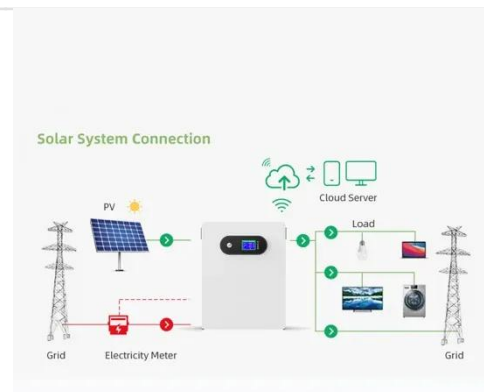 Solar System Connection
Cloud Server
PV
Load
Grid
Electricity Meter
Grid